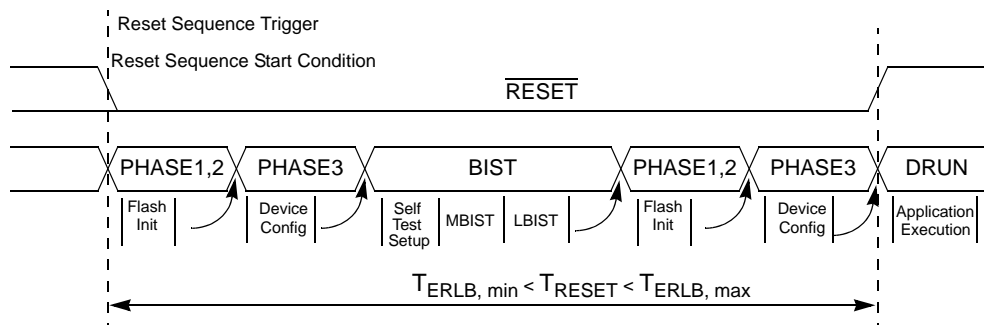 Reset Sequence Trigger
Reset Sequence Start Condition
RESET
PHASE1,2 PHASE3 BIST PHASE1,2 PHASE3 DRUN
Flash Init
Device Config
Self Test Setup
MBIST
LBIST
Flash Init
Device Config
Application Execution
TERLB, min < TRESET < TERLB, max